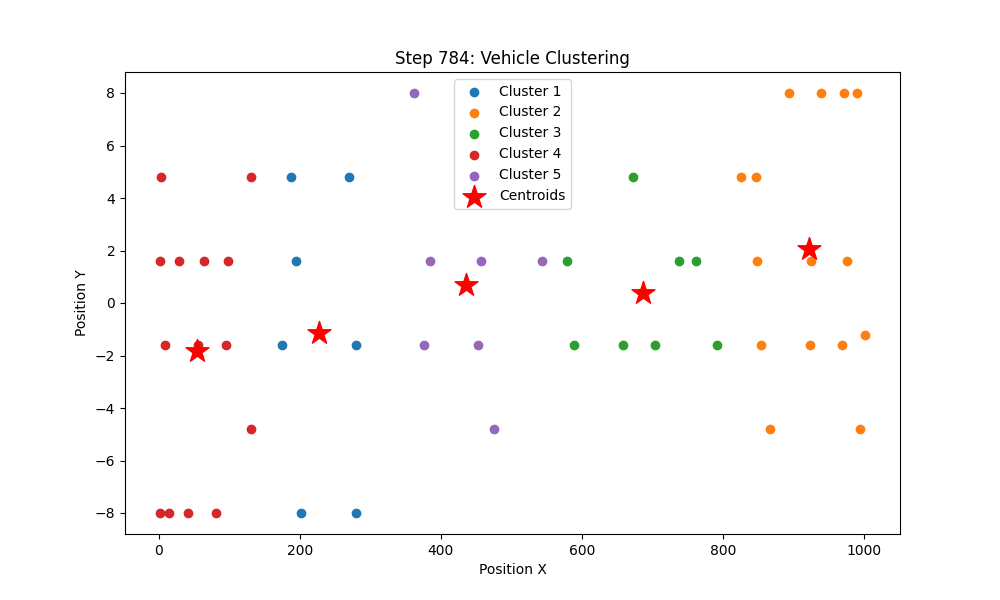 Step 784: Vehicle Clustering
Cluster 1
Cluster 2
Cluster 3
Cluster 4
Cluster 5
Centroids
8
6
4
2
0
−2
−4
−6
−8
Position Y
0
200
400
600
800
1000
Position X